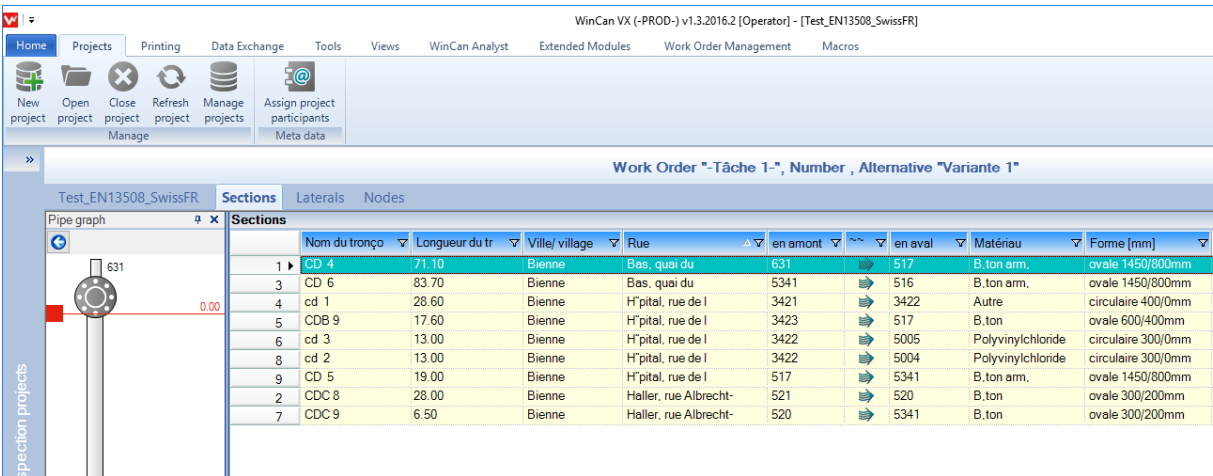 WinCan VX (-PROD-) v1.3.2016.2 [Operator] - [Test_EN13508_SwissFR]
Home Projects Printing Data Exchange Tools Views WinCan Analyst Extended Modules Work Order Management Macros
New project Open project Close project Refresh project Manage projects Assign project participants
Manage Meta data
Work Order "-Tâche 1-", Number , Alternative "Variante 1"
Test_EN13508_SwissFR Sections Laterals Nodes
Pipe graph Sections
Nom du tronço Longueur du tr Ville/ village Rue en amont ~~ en aval Matériau Forme [mm]
1 CD 4 71.10 Bienne Bas, quai du 631 517 B,ton arm, ovale 1450/800mm
3 CD 6 83.70 Bienne Bas, quai du 5341 516 B,ton arm, ovale 1450/800mm
4 cd 1 28.60 Bienne H"pital, rue de l 3421 3422 Autre circulaire 400/0mm
5 CDB 9 17.60 Bienne H"pital, rue de l 3423 517 B,ton ovale 600/400mm
6 cd 3 13.00 Bienne H"pital, rue de l 3422 5005 Polyvinylchloride circulaire 300/0mm
8 cd 2 13.00 Bienne H"pital, rue de l 3422 5004 Polyvinylchloride circulaire 300/0mm
9 CD 5 19.00 Bienne H"pital, rue de l 517 5341 B,ton arm, ovale 1450/800mm
2 CDC 8 28.00 Bienne Haller, rue Albrecht- 521 520 B,ton ovale 300/200mm
7 CDC 9 6.50 Bienne Haller, rue Albrecht- 520 5341 B,ton ovale 300/200mm
631
0.00
spection projects